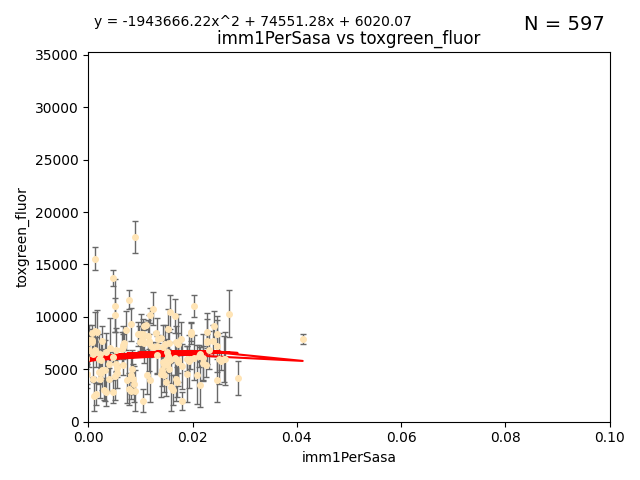 y = -1943666.22x^2 + 74551.28x + 6020.07
N = 597
imm1PerSasa vs toxgreen_fluor
35000
30000
25000
20000
15000
10000
5000
0
toxgreen_fluor
0.00 0.02 0.04 0.06 0.08 0.10
imm1PerSasa